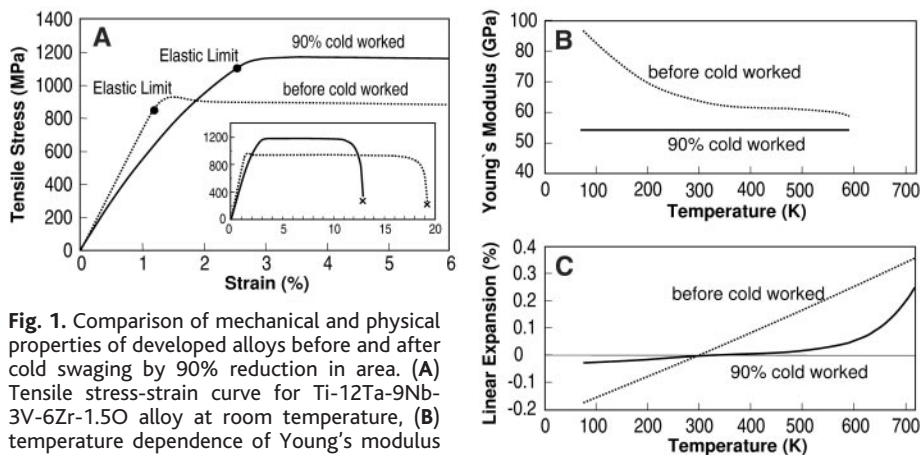 A
1400
1200
1000
800
600
400
200
0
Tensile Stress (MPa)
90% cold worked
Elastic Limit
Elastic Limit
before cold worked
1200
800
400
0
0 5 10 15 20
0 1 2 3 4 5 6
Strain (%)
B
100
90
80
70
60
50
40
Young`s Modulus (GPa)
before cold worked
90% cold worked
0 100 200 300 400 500 600 700
Temperature (K)
C
0.4
0.3
0.2
0.1
0
-0.1
-0.2
Linear Expansion (%)
before cold worked
90% cold worked
0 100 200 300 400 500 600 700
Temperature (K)
Fig. 1. Comparison of mechanical and physical
properties of developed alloys before and after
cold swaging by 90% reduction in area. (A)
Tensile stress-strain curve for Ti-12Ta-9Nb-
3V-6Zr-1.5O alloy at room temperature, (B)
temperature dependence of Young's modulus